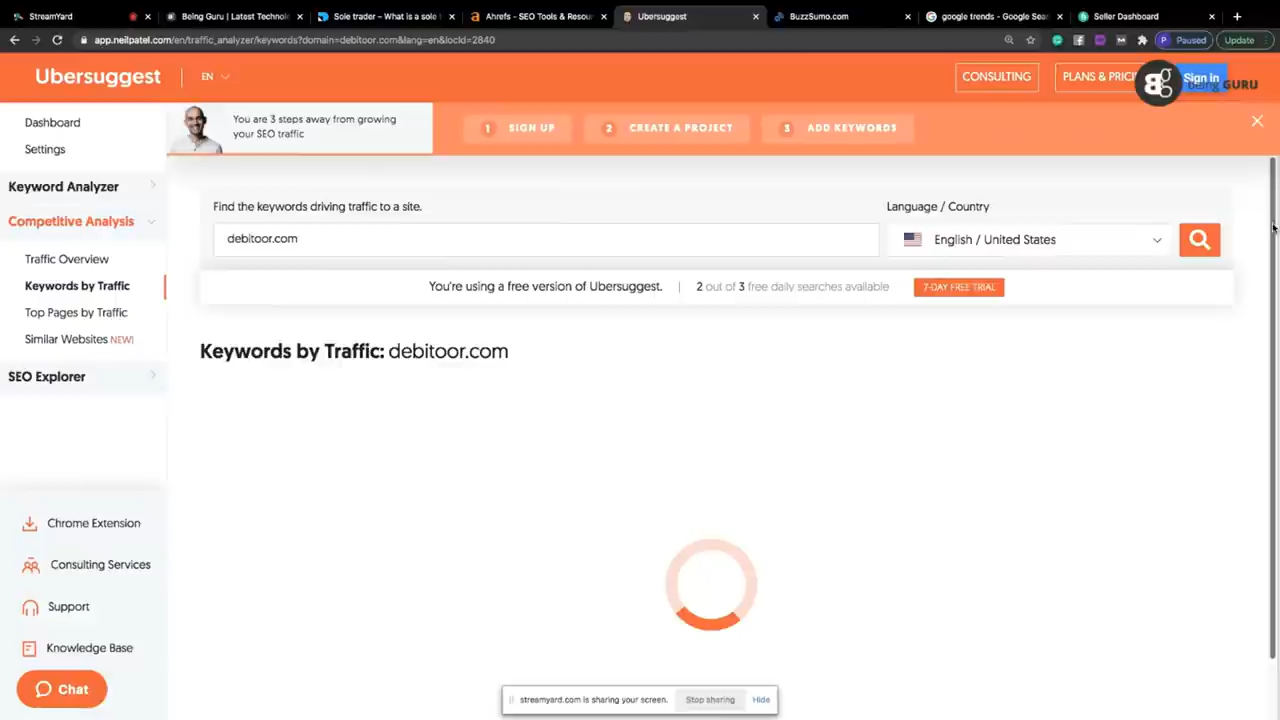 StreamYard
Being Guru | Latest Technol
Sole trader – What is a sole t
Ahrefs - SEO Tools & Resour
Ubersuggest
BuzzSumo.com
google trends - Google Sear
Seller Dashboard
app.neilpatel.com/en/traffic_analyzer/keywords?domain=debitoor.com&lang=en&locId=2840
Paused
Update
Ubersuggest
EN
CONSULTING
PLANS & PRICI
Sign in
being GURU
Dashboard
Settings
Keyword Analyzer
Competitive Analysis
Traffic Overview
Keywords by Traffic
Top Pages by Traffic
Similar Websites NEW!
SEO Explorer
Chrome Extension
Consulting Services
Support
Knowledge Base
Chat
You are 3 steps away from growing
your SEO traffic
1 SIGN UP
2 CREATE A PROJECT
3 ADD KEYWORDS
Find the keywords driving traffic to a site.
Language / Country
debitoor.com
English / United States
You're using a free version of Ubersuggest.
2 out of 3 free daily searches available
7-DAY FREE TRIAL
Keywords by Traffic: debitoor.com
streamyard.com is sharing your screen.
Stop sharing
Hide